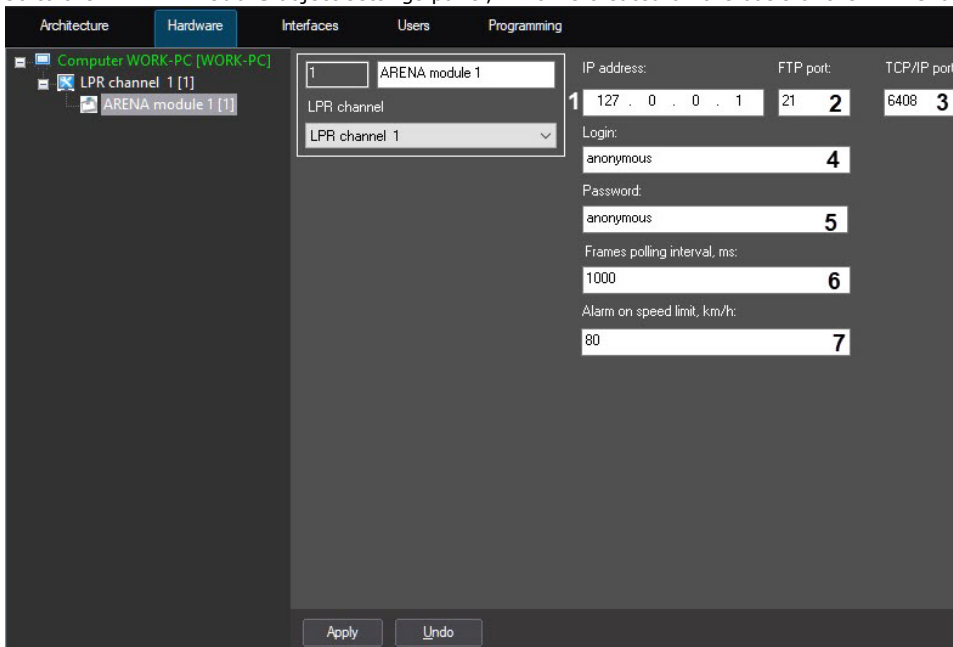 Architecture Hardware Interfaces Users Programming
Computer WORK-PC [WORK-PC]
LPR channel 1 [1]
ARENA module 1 [1]
1 ARENA module 1
LPR channel
LPR channel 1
IP address: FTP port: TCP/IP port
1 127 . 0 . 0 . 1 21 2 6408 3
Login:
anonymous 4
Password:
anonymous 5
Frames polling interval, ms:
1000 6
Alarm on speed limit, km/h:
80 7
Apply Undo